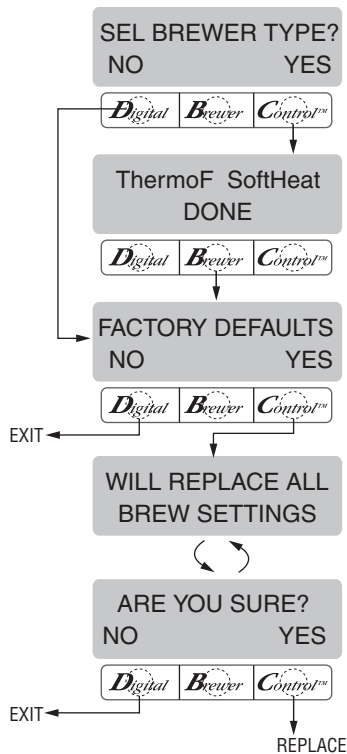 SEL BREWER TYPE?
NO YES
Digital Brewer Control™
ThermoF SoftHeat
DONE
Digital Brewer Control™
FACTORY DEFAULTS
NO YES
Digital Brewer Control™
EXIT
WILL REPLACE ALL
BREW SETTINGS
ARE YOU SURE?
NO YES
Digital Brewer Control™
EXIT
REPLACE